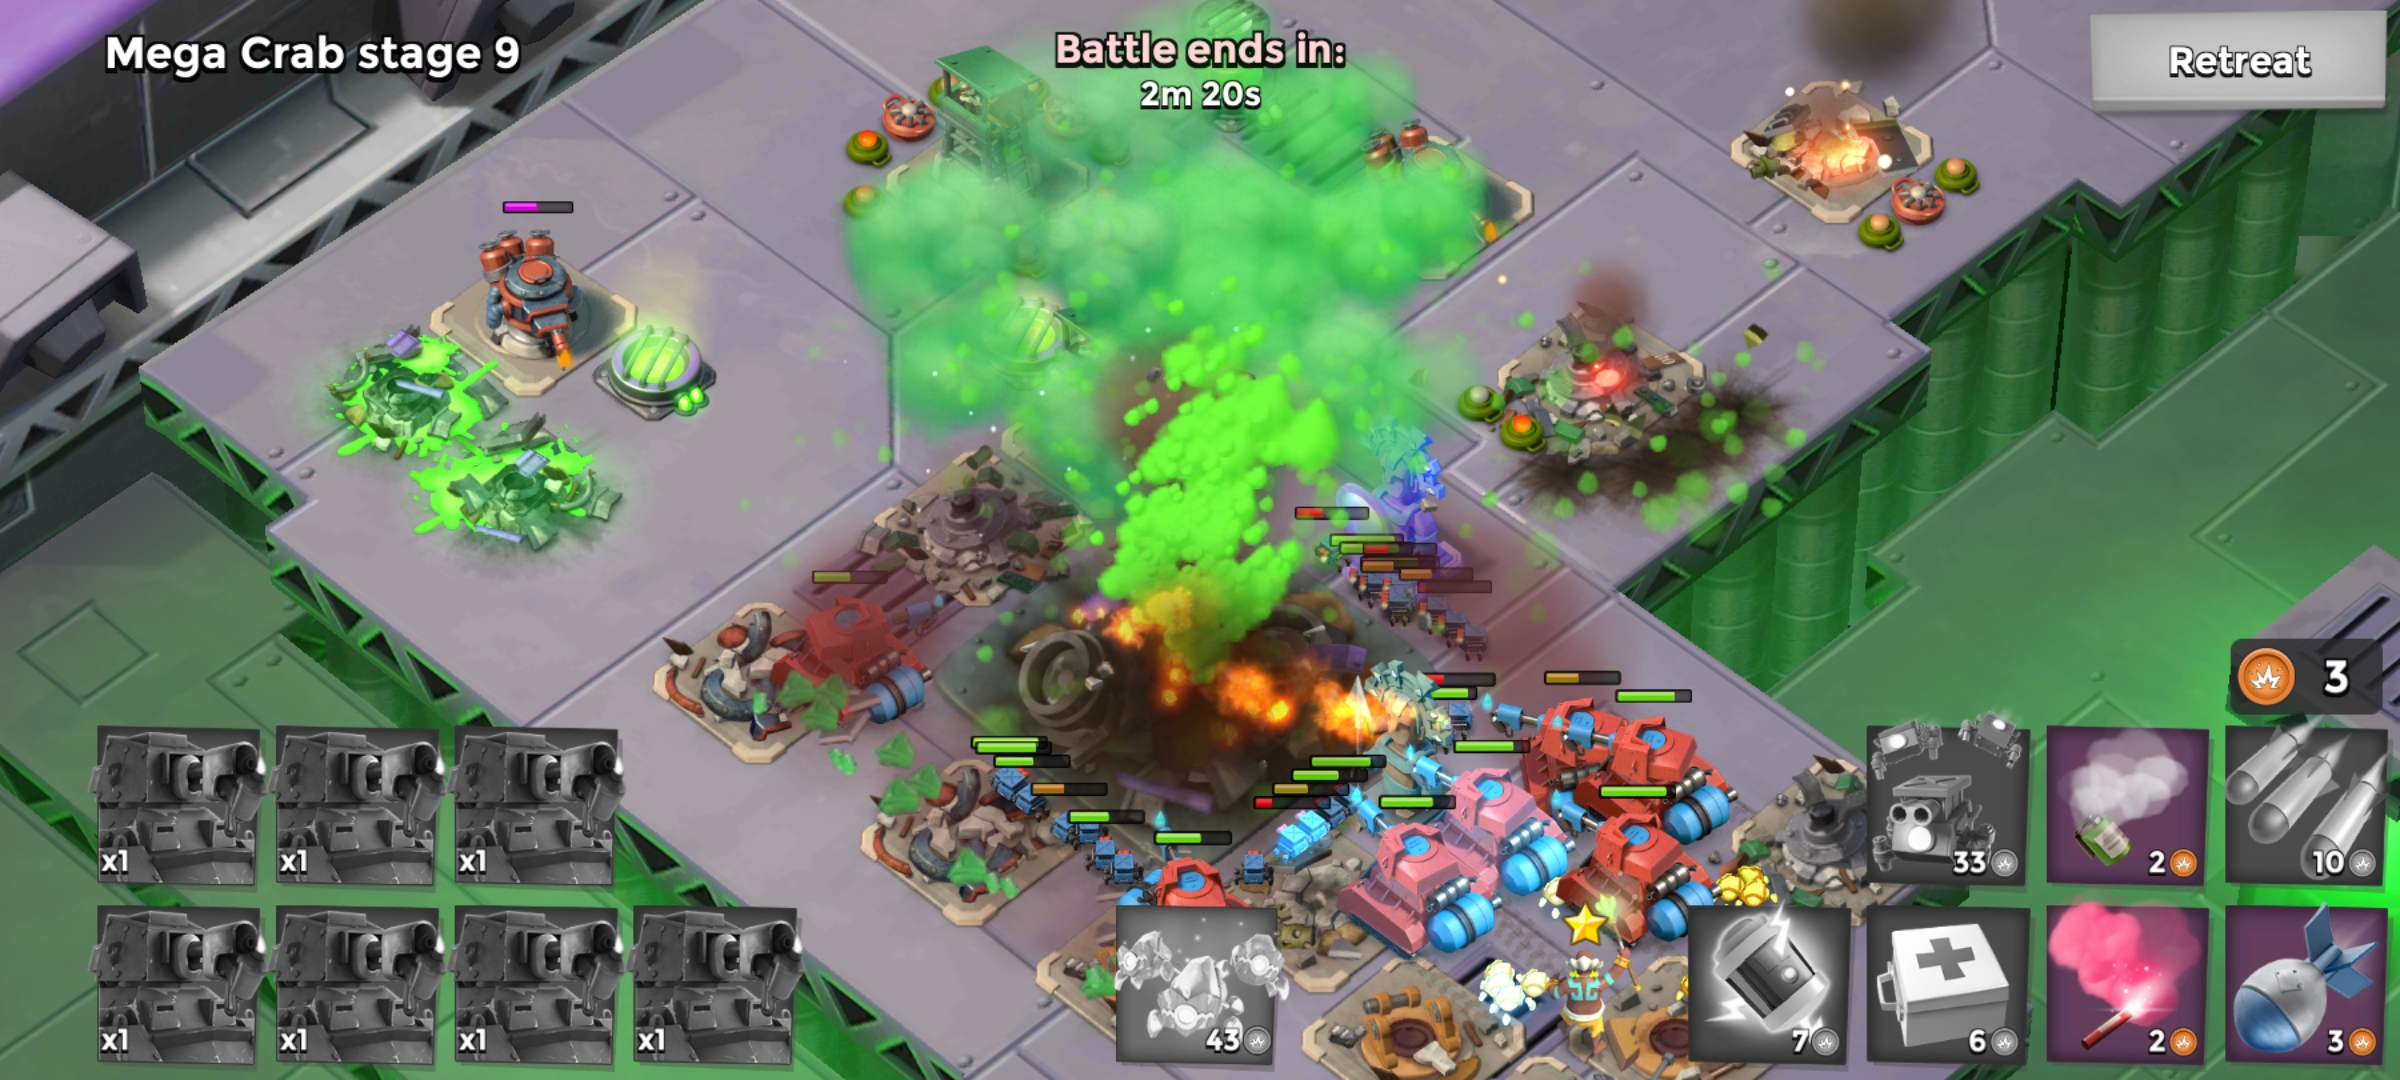 Mega Crab stage 9
Battle ends in:
2m 20s
Retreat
3
x1
x1
x1
33
2
10
x1
x1
x1
x1
43
7
6
2
3